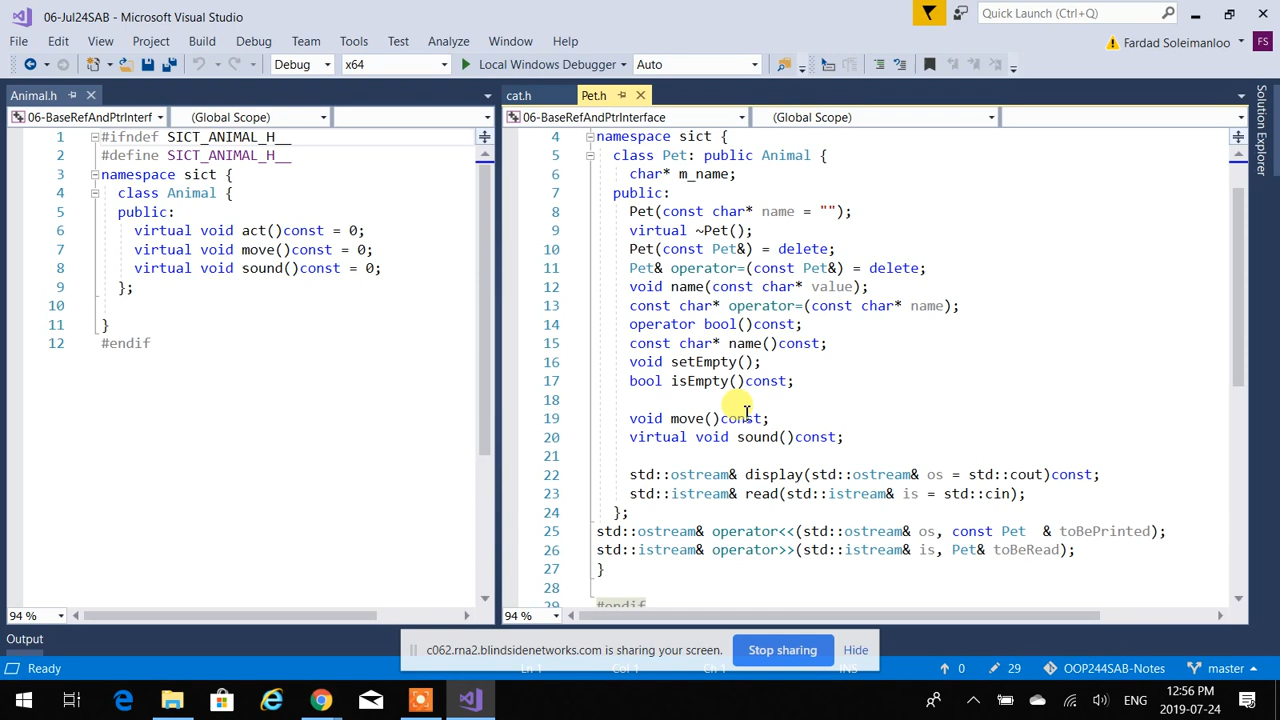 06-Jul24SAB - Microsoft Visual Studio
Quick Launch (Ctrl+Q)
File Edit View Project Build Debug Team Tools Test Analyze Window Help
Fardad Soleimanloo FS
Debug x64 Local Windows Debugger Auto
Animal.h
06-BaseRefAndPtrInterf (Global Scope)
1 #ifndef SICT_ANIMAL_H__
2 #define SICT_ANIMAL_H__
3 namespace sict {
4 class Animal {
5 public:
6 virtual void act()const = 0;
7 virtual void move()const = 0;
8 virtual void sound()const = 0;
9 };
10
11 }
12 #endif
94 %
cat.h Pet.h
06-BaseRefAndPtrInterface (Global Scope)
4 namespace sict {
5 class Pet: public Animal {
6 char* m_name;
7 public:
8 Pet(const char* name = "");
9 virtual ~Pet();
10 Pet(const Pet&) = delete;
11 Pet& operator=(const Pet&) = delete;
12 void name(const char* value);
13 const char* operator=(const char* name);
14 operator bool()const;
15 const char* name()const;
16 void setEmpty();
17 bool isEmpty()const;
18
19 void move()const;
20 virtual void sound()const;
21
22 std::ostream& display(std::ostream& os = std::cout)const;
23 std::istream& read(std::istream& is = std::cin);
24 };
25 std::ostream& operator<<(std::ostream& os, const Pet & toBePrinted);
26 std::istream& operator>>(std::istream& is, Pet& toBeRead);
27 }
28
29 #endif
94 %
Solution Explorer
Output
c062.rna2.blindsidenetworks.com is sharing your screen. Stop sharing Hide
Ready Ln 1 Col 1 Ch 1 INS 0 29 OOP244SAB-Notes master
ENG 12:56 PM
2019-07-24